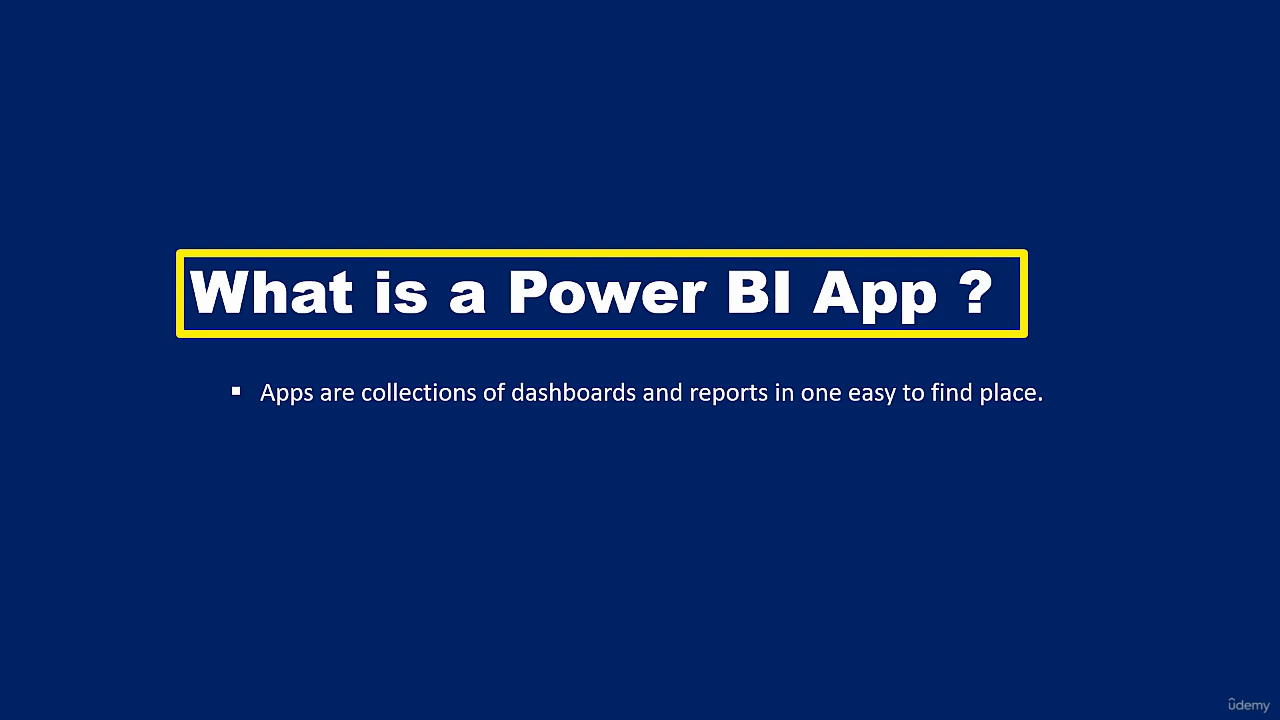 What is a Power BI App ?
▪ Apps are collections of dashboards and reports in one easy to find place.
ûdemy